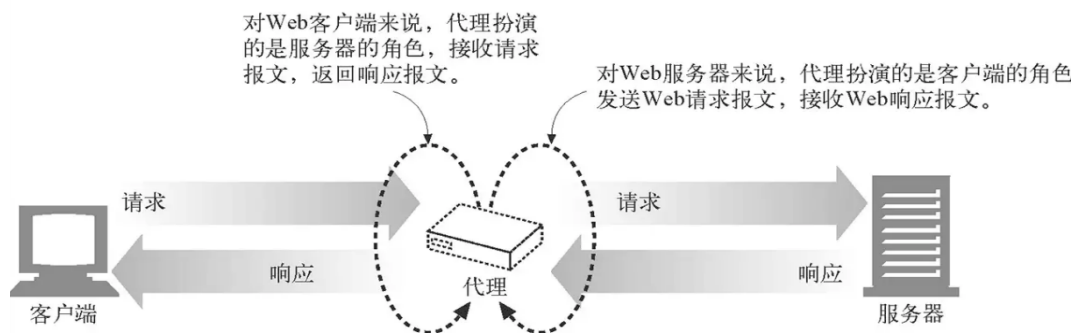 对Web客户端来说，代理扮演
的是服务器的角色，接收请求
报文，返回响应报文。
对Web服务器来说，代理扮演的是客户端的角色
发送Web请求报文，接收Web响应报文。
请求
请求
响应
响应
代理
客户端
服务器